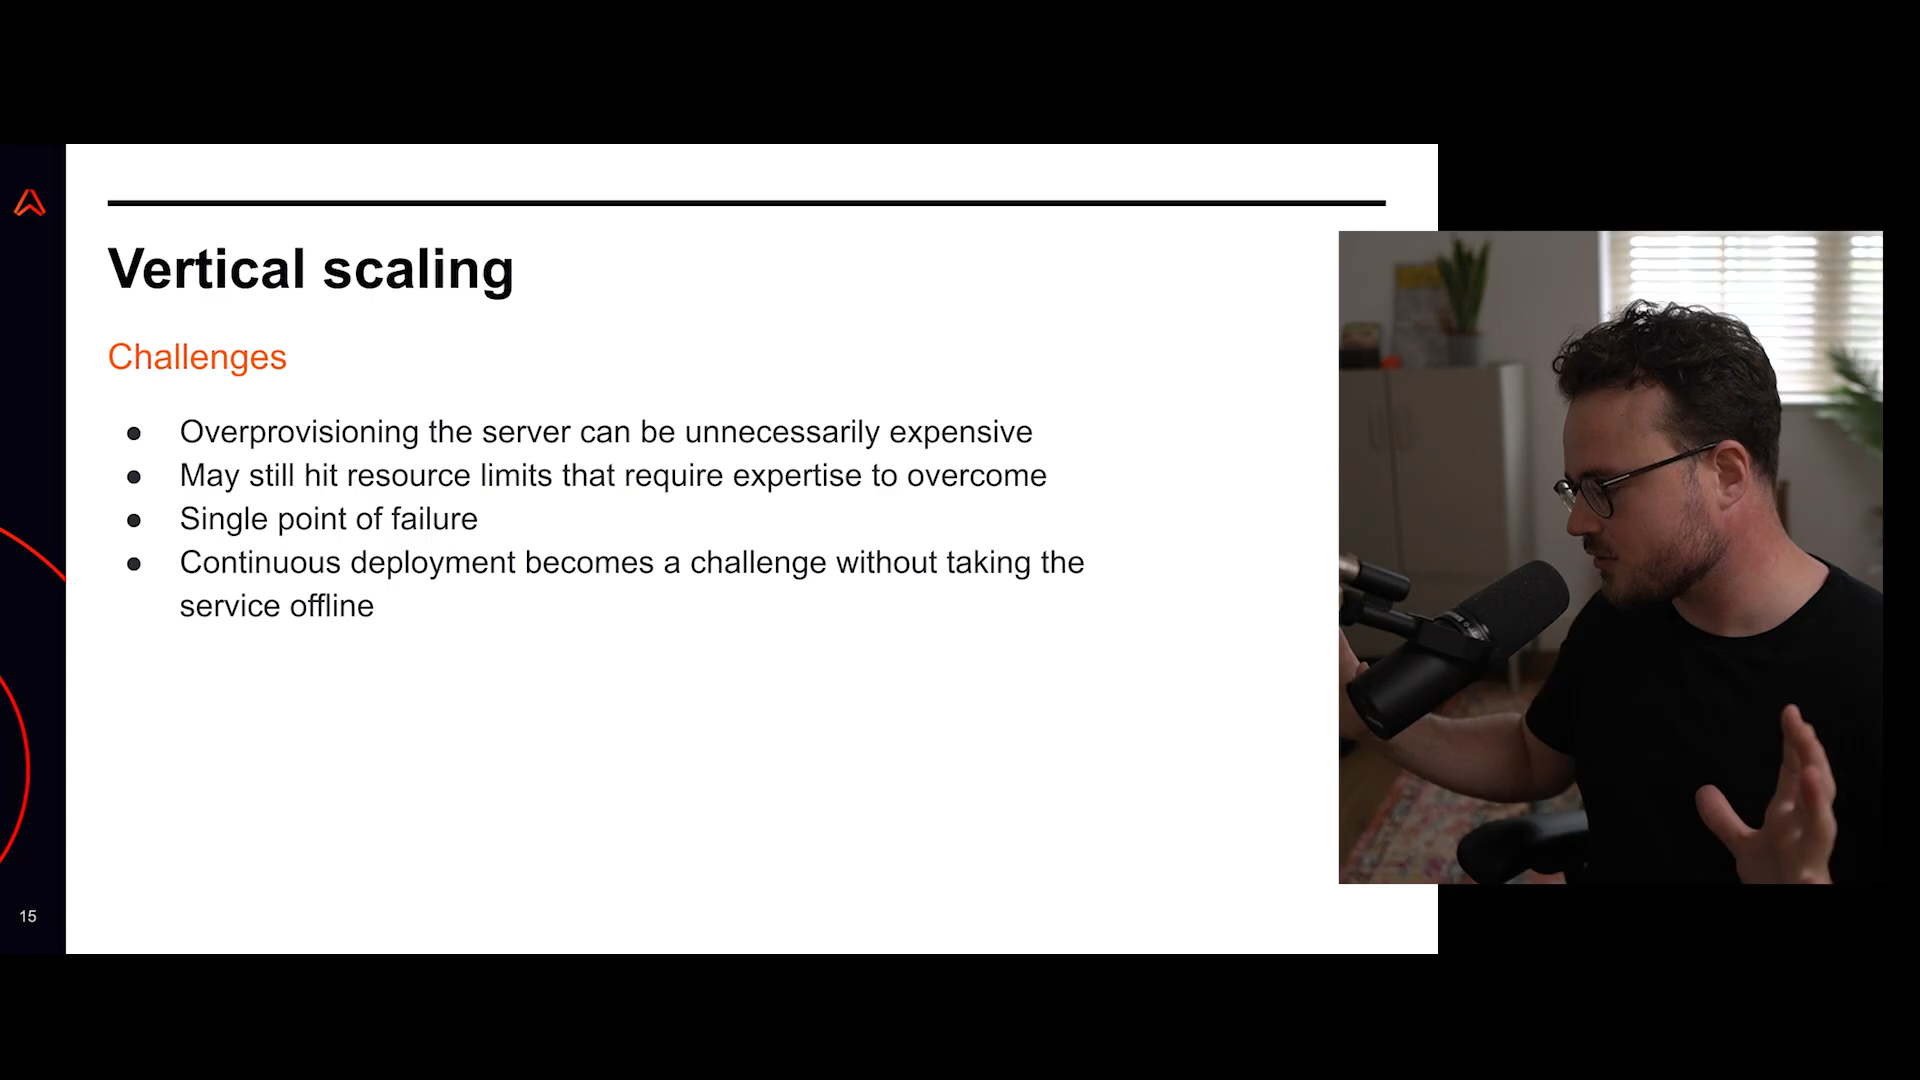 Vertical scaling
Challenges
● Overprovisioning the server can be unnecessarily expensive
● May still hit resource limits that require expertise to overcome
● Single point of failure
● Continuous deployment becomes a challenge without taking the
service offline
15